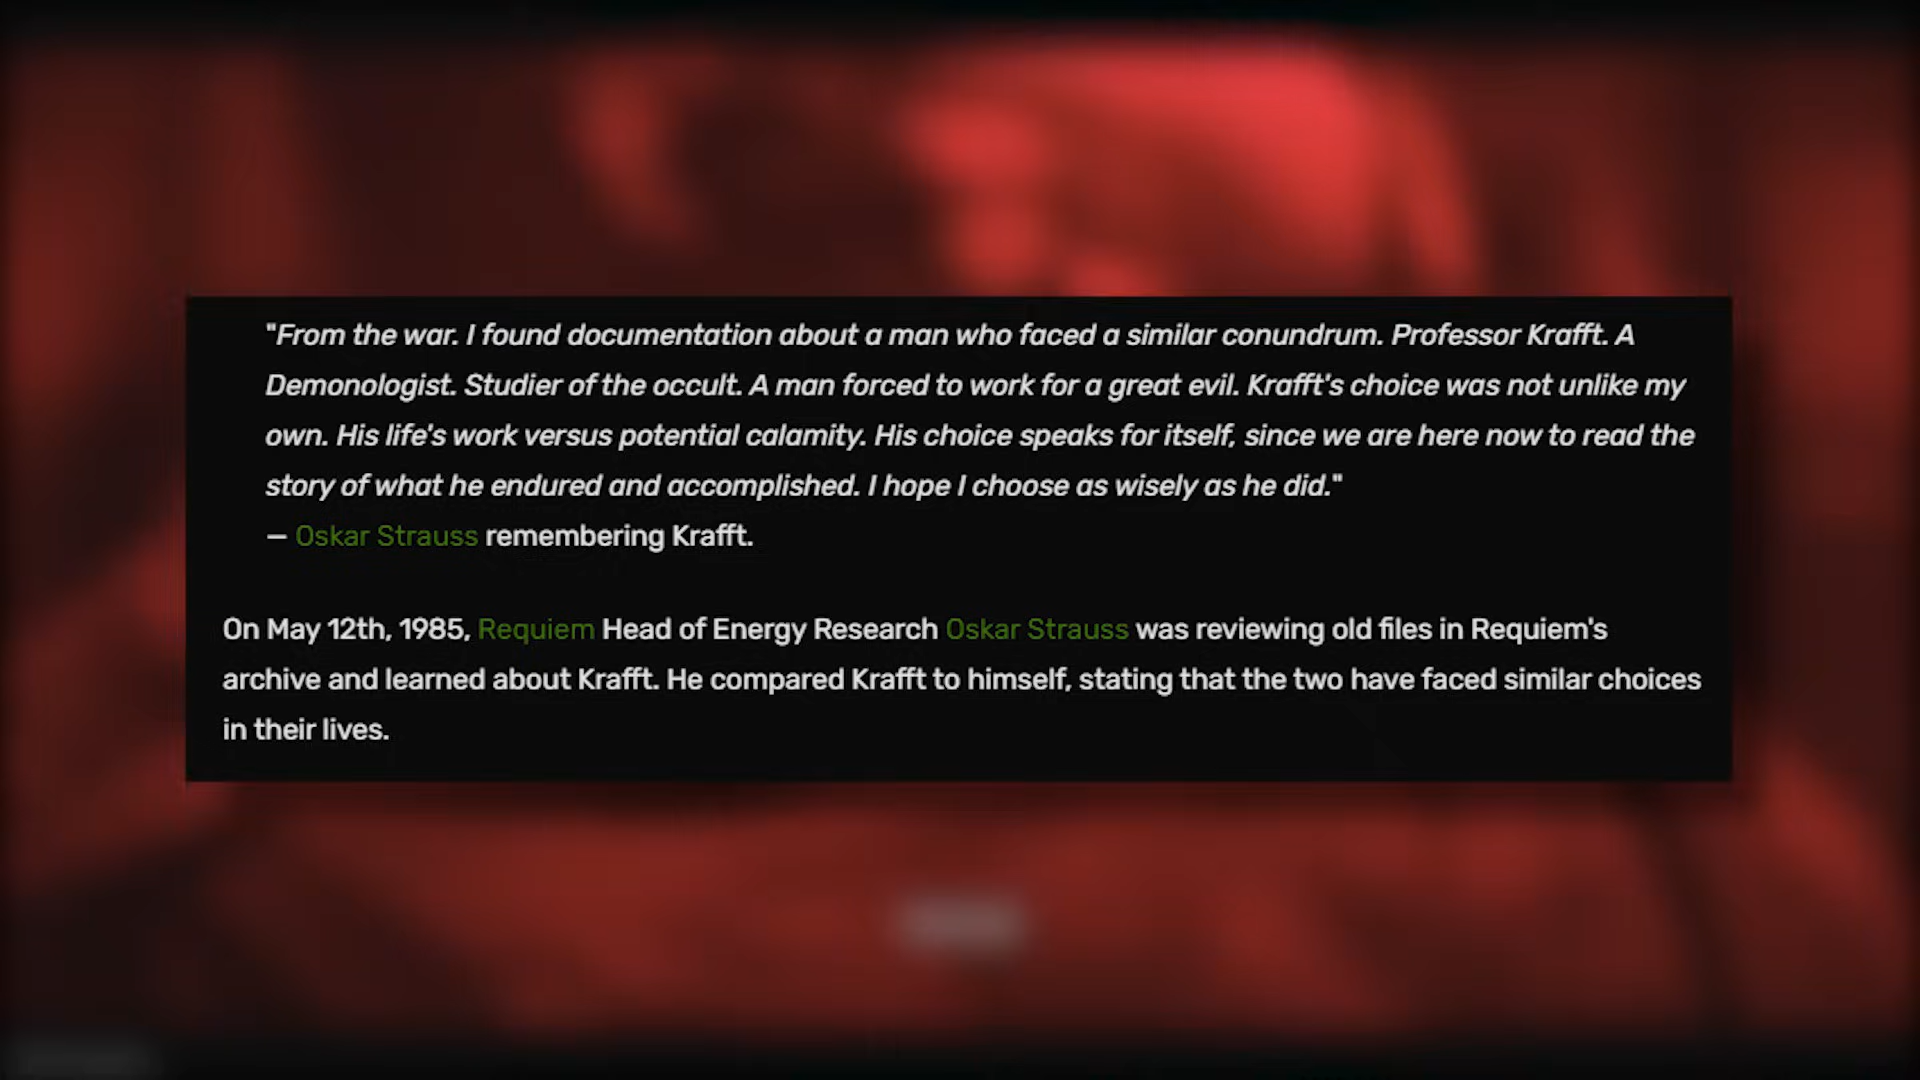 "From the war. I found documentation about a man who faced a similar conundrum. Professor Krafft. A
Demonologist. Studier of the occult. A man forced to work for a great evil. Krafft's choice was not unlike my
own. His life's work versus potential calamity. His choice speaks for itself, since we are here now to read the
story of what he endured and accomplished. I hope I choose as wisely as he did."
— Oskar Strauss remembering Krafft.
On May 12th, 1985, Requiem Head of Energy Research Oskar Strauss was reviewing old files in Requiem's
archive and learned about Krafft. He compared Krafft to himself, stating that the two have faced similar choices
in their lives.